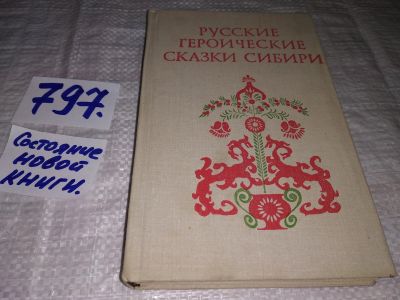 РУССКИЕ
ГЕРОИЧЕСКИЕ
СКАЗКИ СИБИРИ
797.
Состояние
новой
книги.